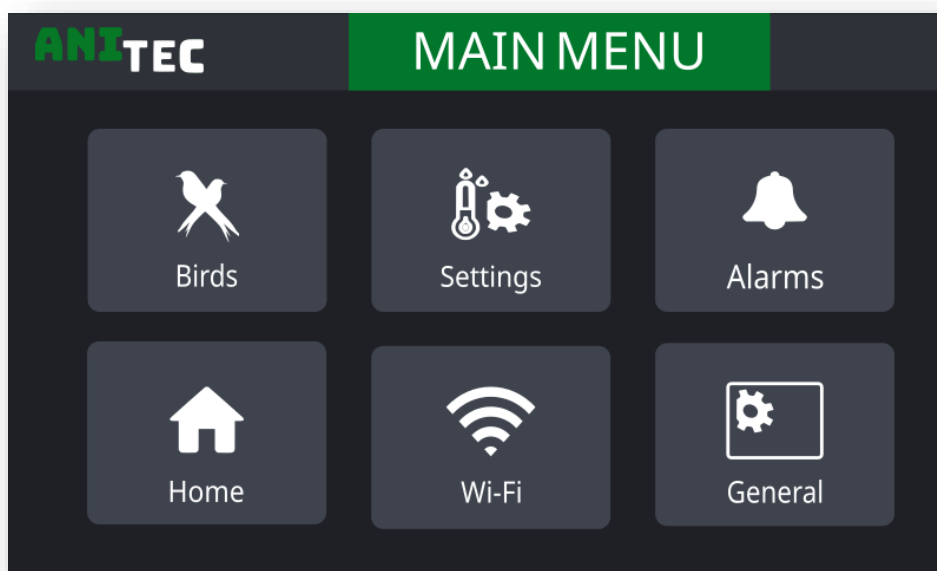 ANITEC
MAIN MENU
Birds
Settings
Alarms
Home
Wi-Fi
General